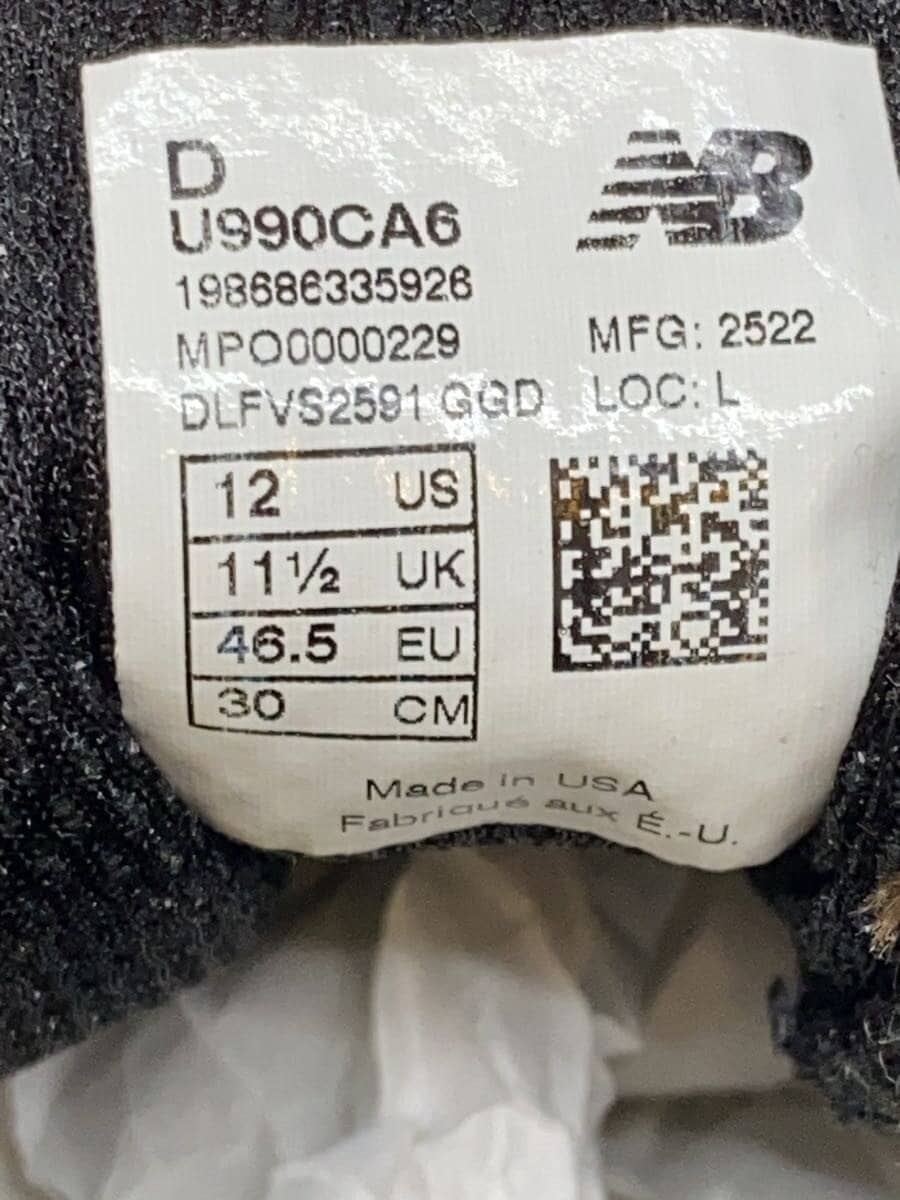 D
NB
U990CA6
198686335926
MPO0000229
MFG: 2522
DLFVS2591 GGD
LOC: L
12 US
11½ UK
46.5 EU
30 CM
Made in USA
Fabriqué aux É.-U.